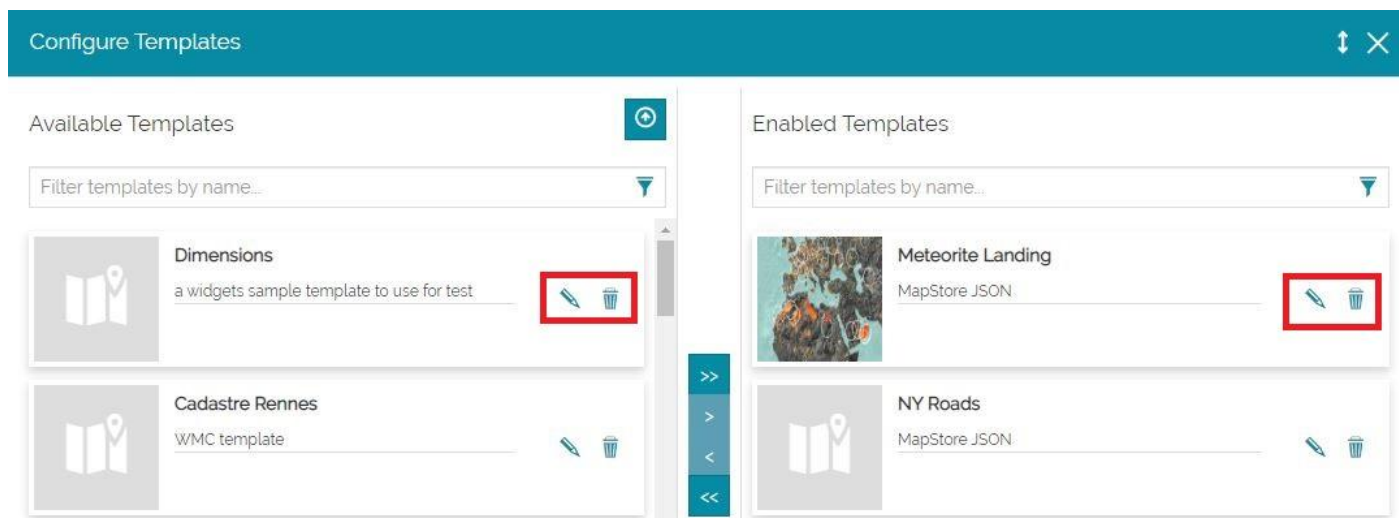 Configure Templates
Available Templates
Filter templates by name...
Dimensions
a widgets sample template to use for test
Cadastre Rennes
WMC template
>>
>
<
<<
Enabled Templates
Filter templates by name...
Meteorite Landing
MapStore JSON
NY Roads
MapStore JSON